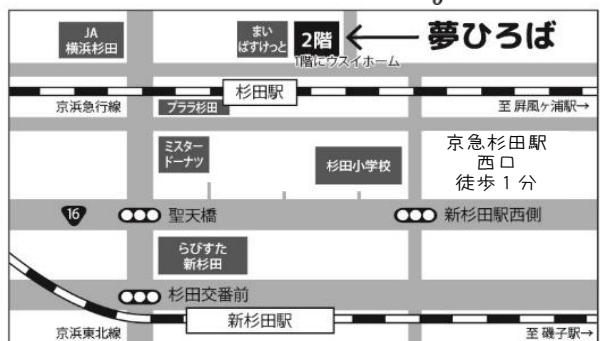 JA
横浜杉田
まい
ばすけっと
2階
夢ひろば
1階にウスイホーム
杉田駅
京浜急行線
プララ杉田
至 屏風ヶ浦駅→
ミスター
ドーナツ
杉田小学校
京急杉田駅
西口
徒歩1分
16
聖天橋
新杉田駅西側
らびすた
新杉田
杉田交番前
新杉田駅
京浜東北線
至 磯子駅→